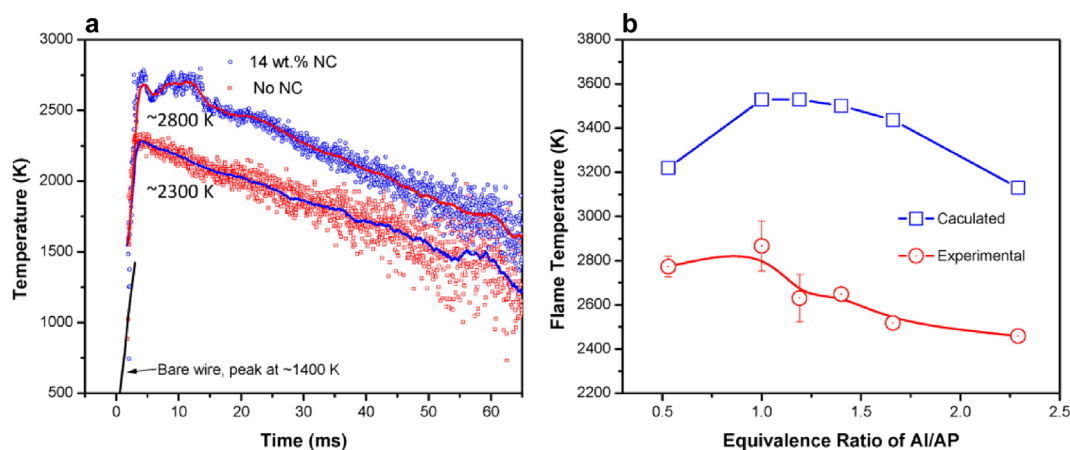 a
3000
2500
2000
1500
1000
500
Temperature (K)
14 wt.% NC
No NC
~2800 K
~2300 K
Bare wire, peak at ~1400 K
0
10
20
30
40
50
60
Time (ms)
b
3800
3600
3400
3200
3000
2800
2600
2400
2200
Flame Temperature (K)
Caculated
Experimental
0.5
1.0
1.5
2.0
2.5
Equivalence Ratio of Al/AP